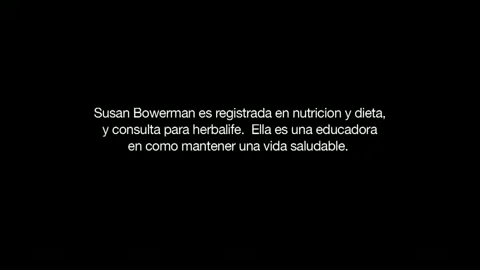 Susan Bowerman es registrada en nutricion y dieta,
y consulta para herbalife.  Ella es una educadora
en como mantener una vida saludable.